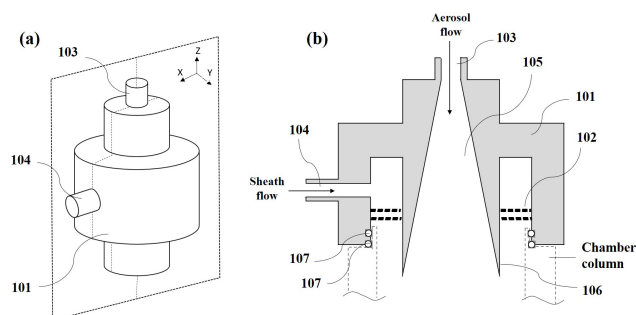 (a)
103
Z
X
Y
104
101
(b)
Aerosol
flow
103
105
101
104
102
Sheath
flow
107
107
Chamber
column
106